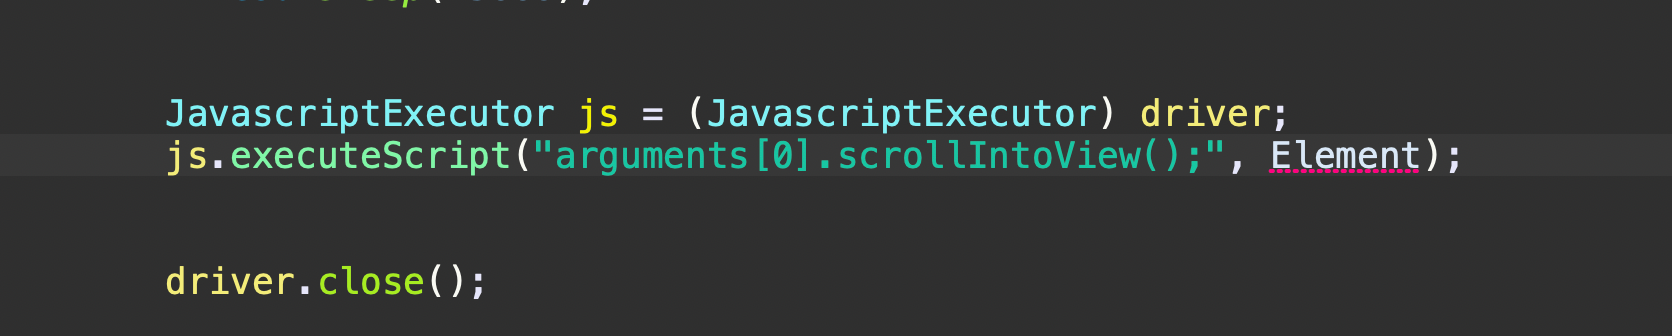 JavascriptExecutor js = (JavascriptExecutor) driver;
js.executeScript("arguments[0].scrollIntoView();", Element);
driver.close();